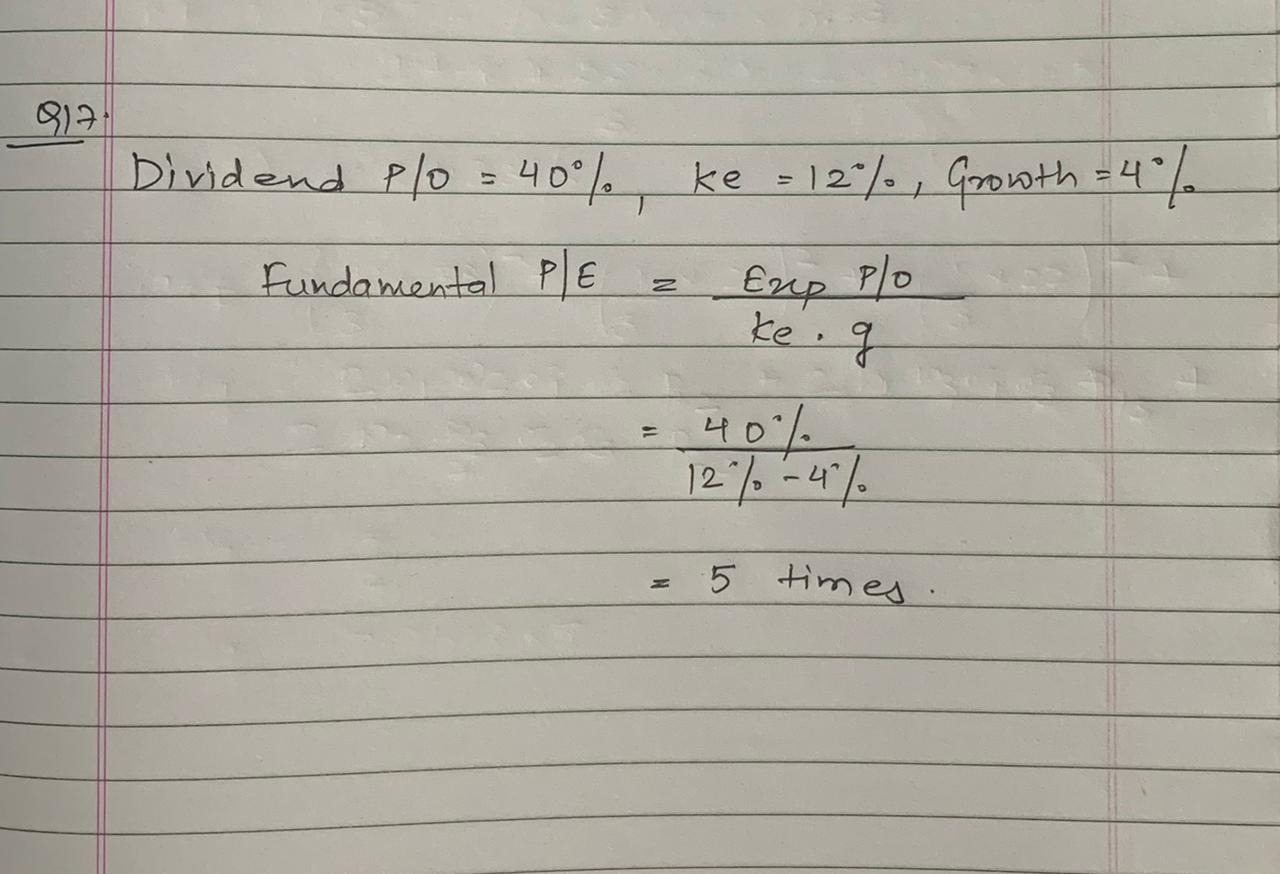 Q17.
Dividend P/O = 40%, ke = 12%, Growth = 4%
Fundamental P/E = Exp P/O
ke . g
= 40%
12% - 4%
= 5 times.